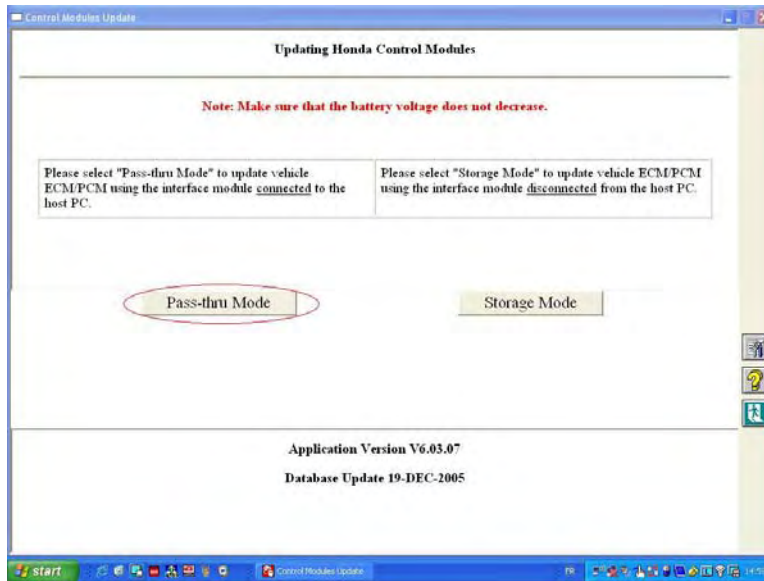 Control Modules Update
Updating Honda Control Modules
Note: Make sure that the battery voltage does not decrease.
Please select "Pass-thru Mode" to update vehicle
ECM/PCM using the interface module connected to the
host PC.
Please select "Storage Mode" to update vehicle ECM/PCM
using the interface module disconnected from the host PC.
Pass-thru Mode
Storage Mode
Application Version V6.03.07
Database Update 19-DEC-2005
start
Control Modules Update
FR